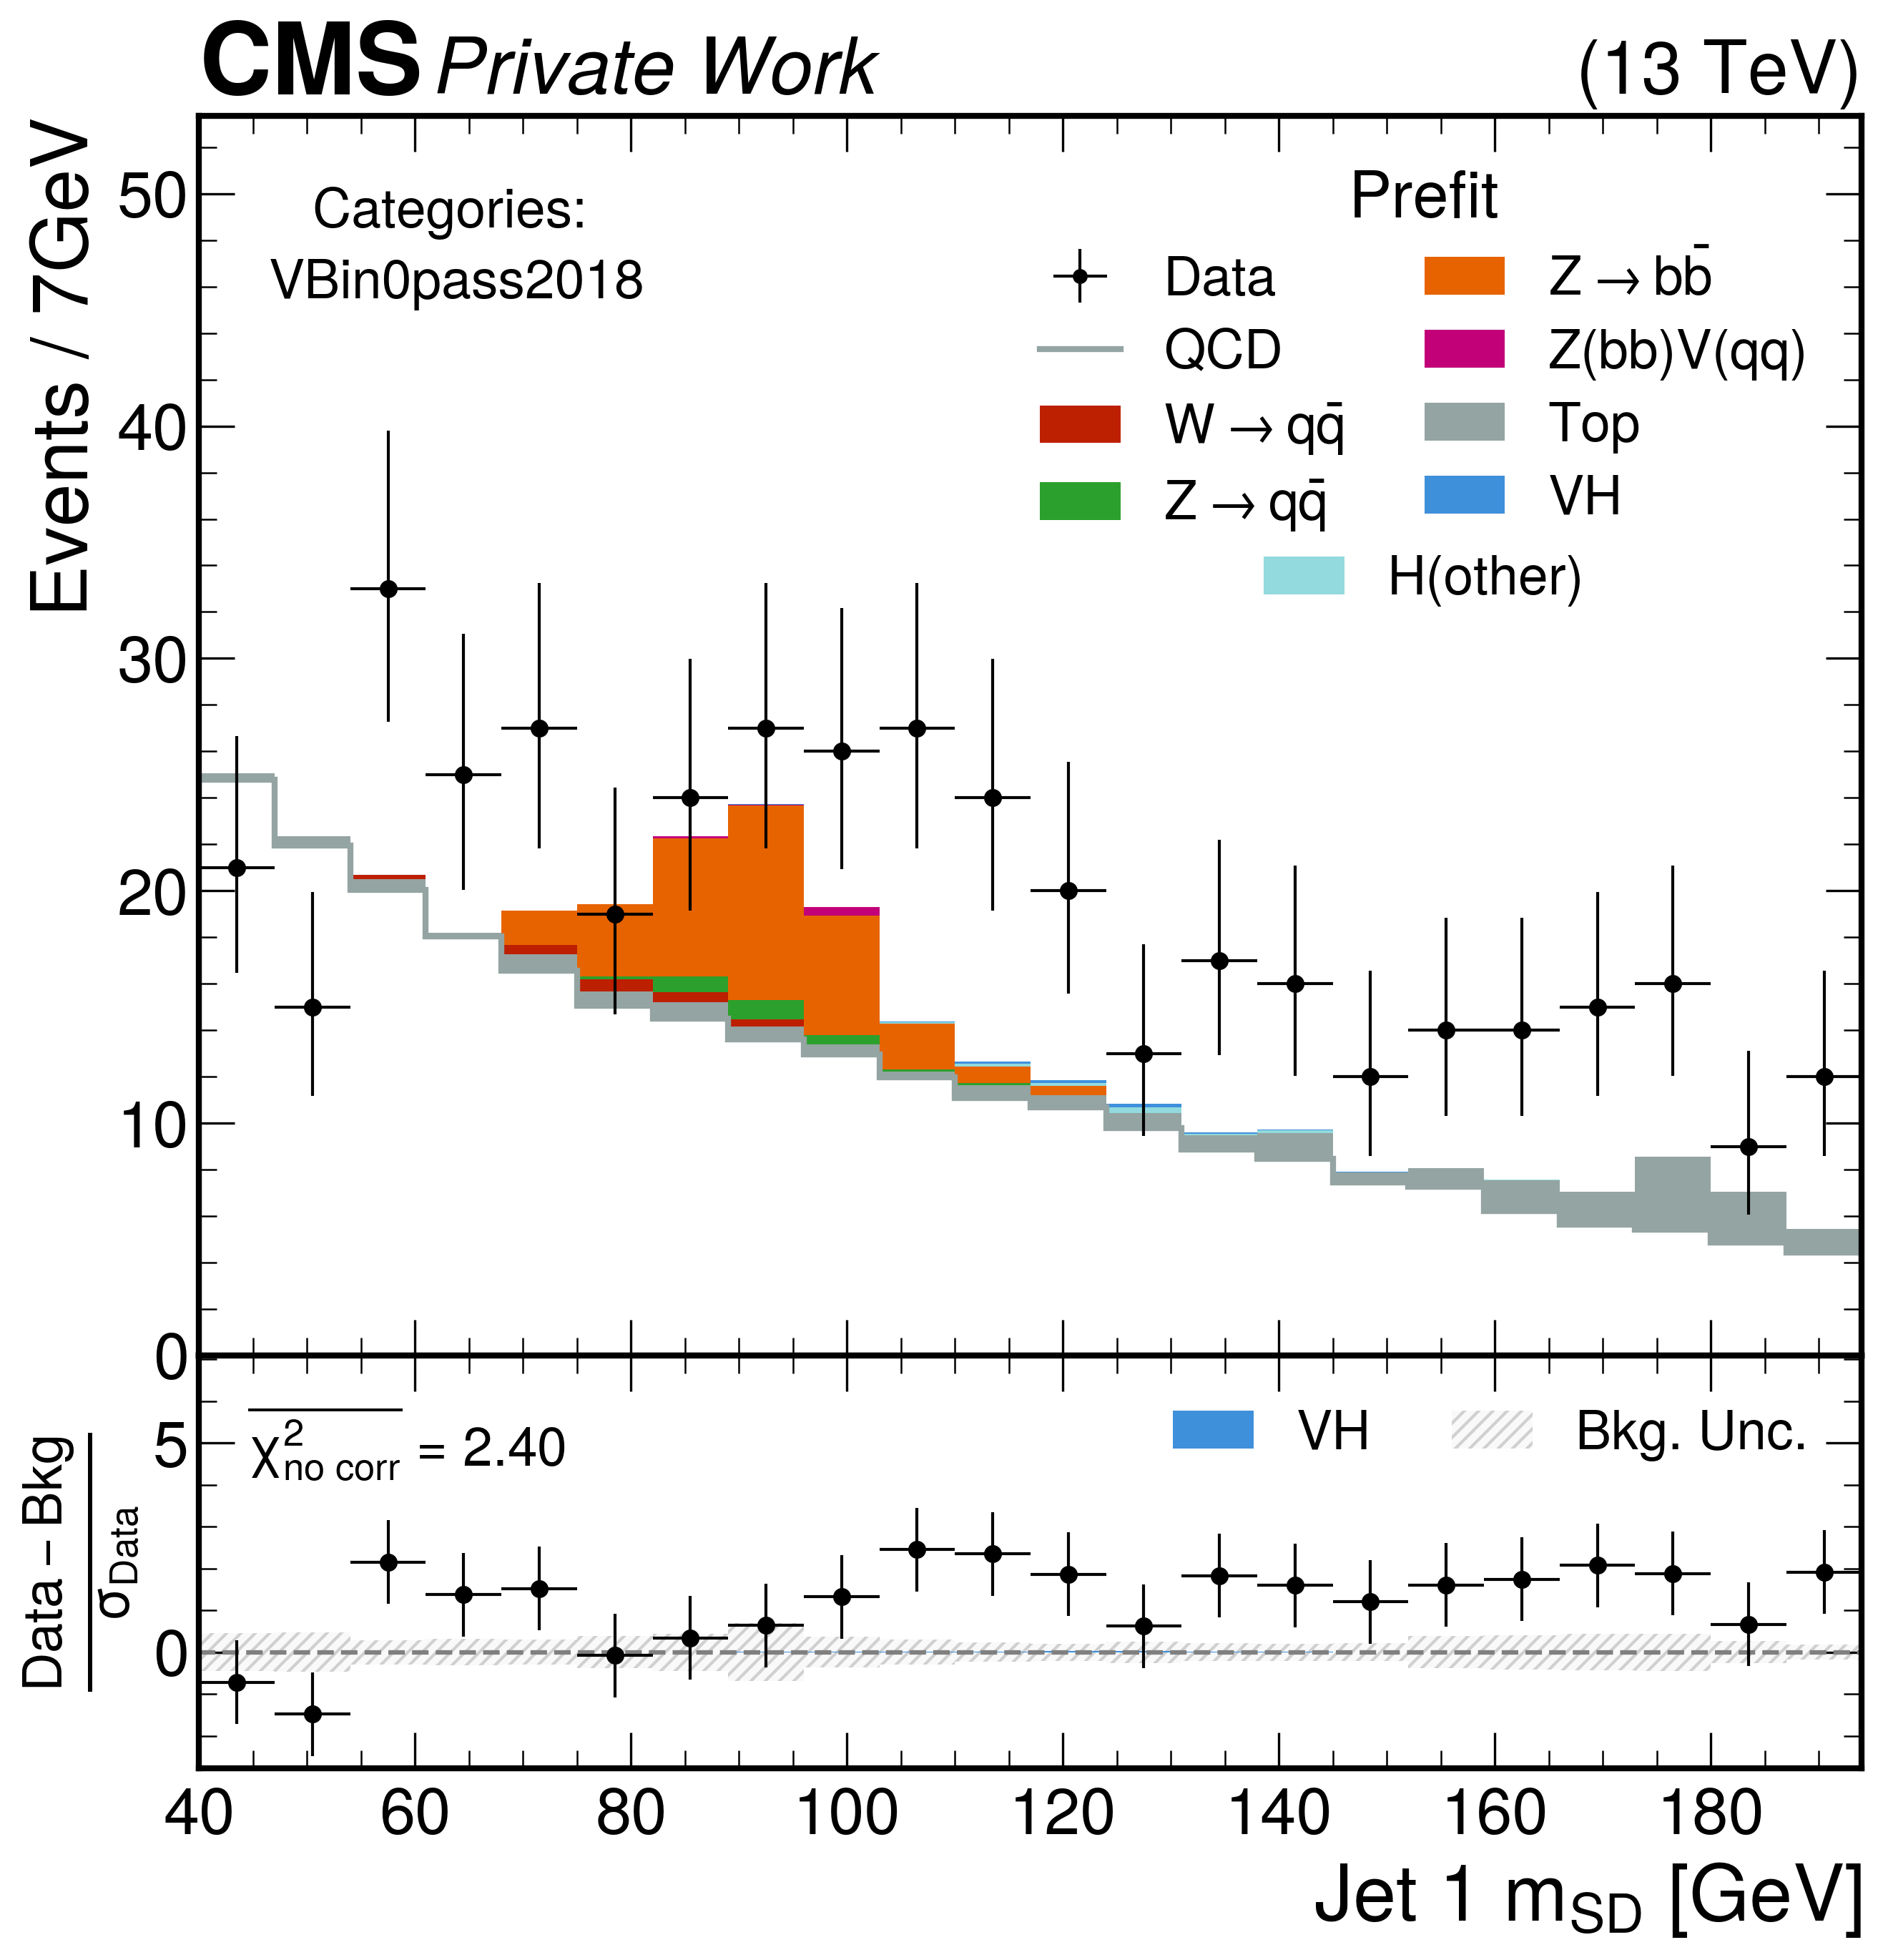 CMS Private Work (13 TeV)
Events / 7GeV
50
40
30
20
10
0
Categories:
VBin0pass2018
Prefit
Data
QCD
W → qq̄
Z → qq̄
Z → bb̄
Z(bb)V(qq)
Top
VH
H(other)
Data − Bkg
σData
5
0
χ²no corr = 2.40
VH
Bkg. Unc.
40 60 80 100 120 140 160 180
Jet 1 mSD [GeV]